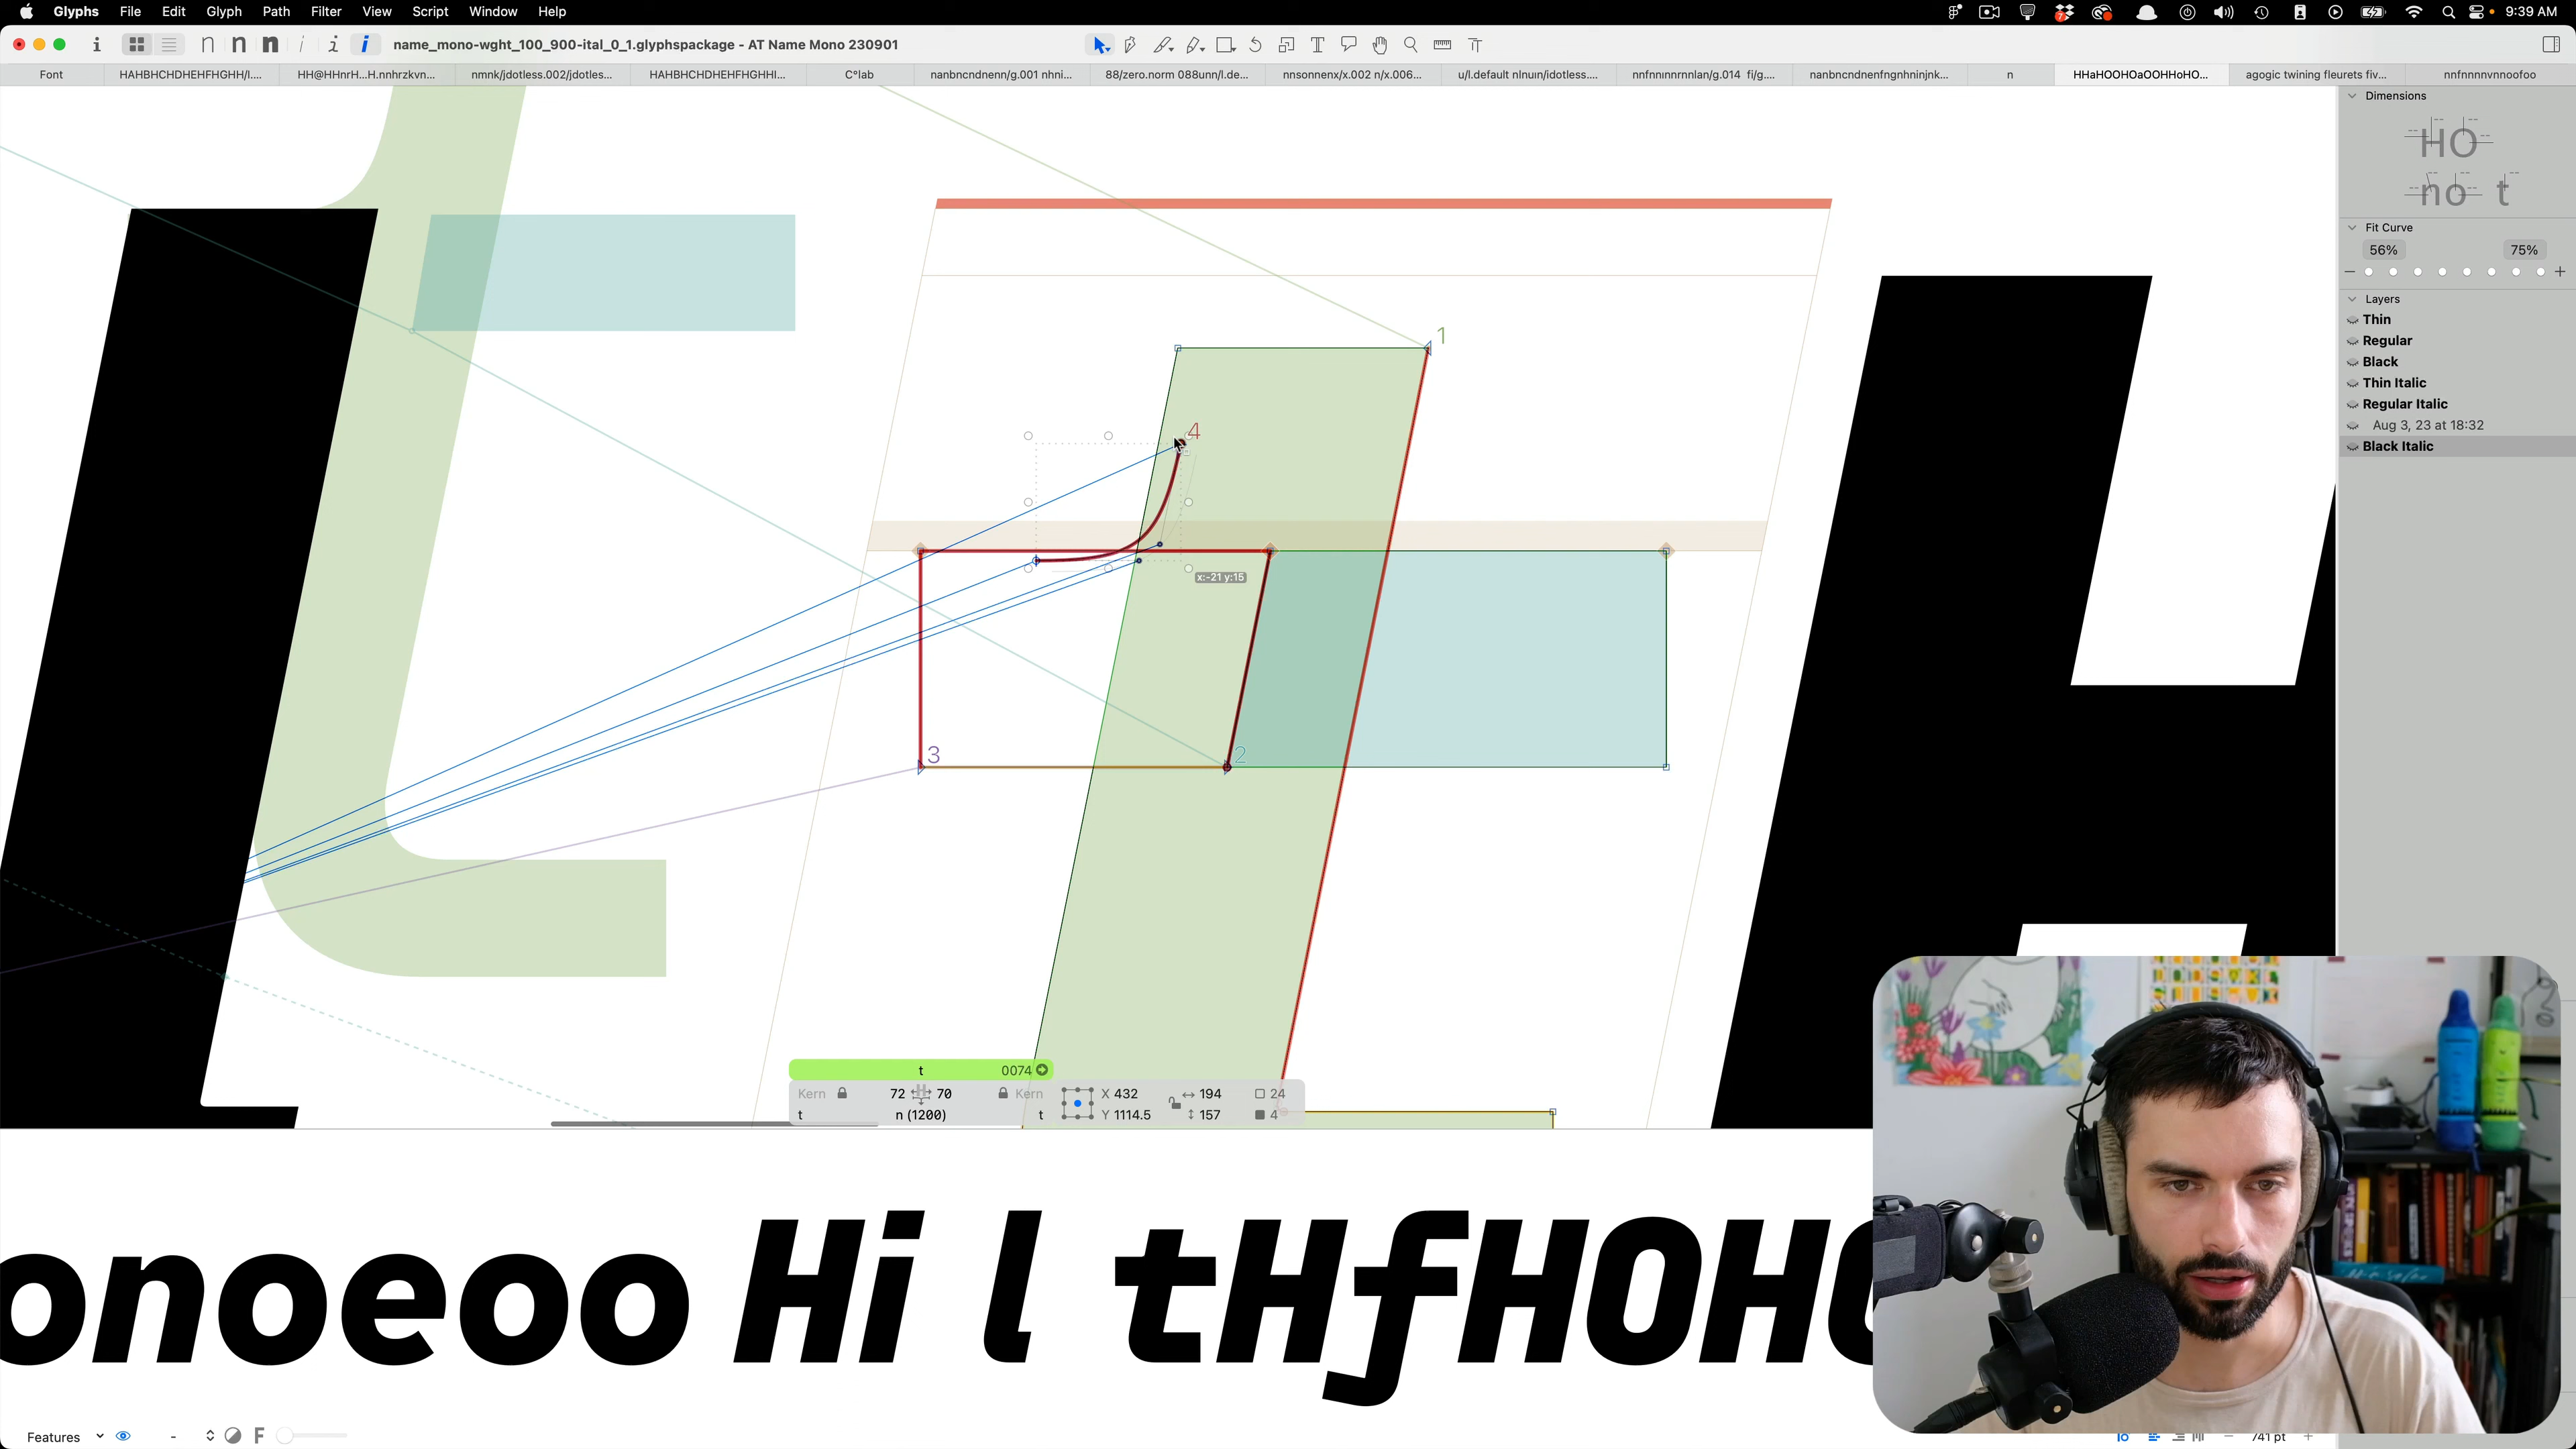 Glyphs File Edit Glyph Path Filter View Script Window Help 9:39 AM
name_mono-wght_100_900-ital_0_1.glyphspackage - AT Name Mono 230901
Font HAHBHCHDHEHFHGHH/l.... HH@HHnrH...H.nnhrzkvn... nmnk/jdotless.002/jdotles... HAHBHCHDHEHFHGHHI... C°lab nanbncndnenn/g.001 nhni... 88/zero.norm 088unn/l.de... nnsonnenx/x.002 n/x.006... u/l.default nlnuin/idotless.... nnfnnınnrnnlan/g.014 fi/g.... nanbncndnenfngnhninjnk... n HHaHOOHOaOOHHoHO... agogic twining fleurets fiv... nnfnnnnvnnoofoo
Dimensions
HO
no t
Fit Curve
56% 75%
Layers
Thin
Regular
Black
Thin Italic
Regular Italic
Aug 3, 23 at 18:32
Black Italic
1
4
x:-21 y:15
3
2
t 0074
Kern 72 70 Kern X 432 194 24
t n (1200) t Y 1114.5 157 4
onoeoo Hi l tHƒHOHO
Features - F 741 pt